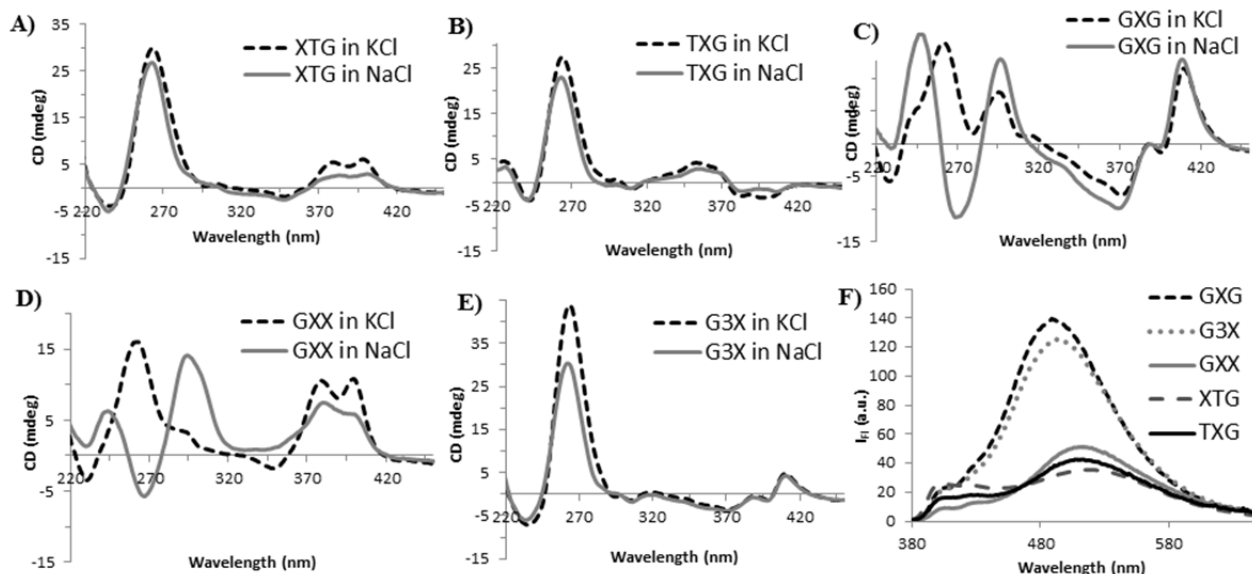 A)
35
25
15
5
-5
-15
CD (mdeg)
XTG in KCl
XTG in NaCl
220
270
320
370
420
Wavelength (nm)
B)
35
25
15
5
-5
-15
CD (mdeg)
TXG in KCl
TXG in NaCl
220
270
320
370
420
Wavelength (nm)
C)
15
5
-5
-15
CD (mdeg)
GXG in KCl
GXG in NaCl
220
270
320
370
420
Wavelength (nm)
D)
15
5
-5
-15
CD (mdeg)
GXX in KCl
GXX in NaCl
220
270
320
370
420
Wavelength (nm)
E)
45
35
25
15
5
-5
-15
CD (mdeg)
G3X in KCl
G3X in NaCl
220
270
320
370
420
Wavelength (nm)
F)
160
140
120
100
80
60
40
20
0
IFl (a.u.)
GXG
G3X
GXX
XTG
TXG
380
480
580
Wavelength (nm)